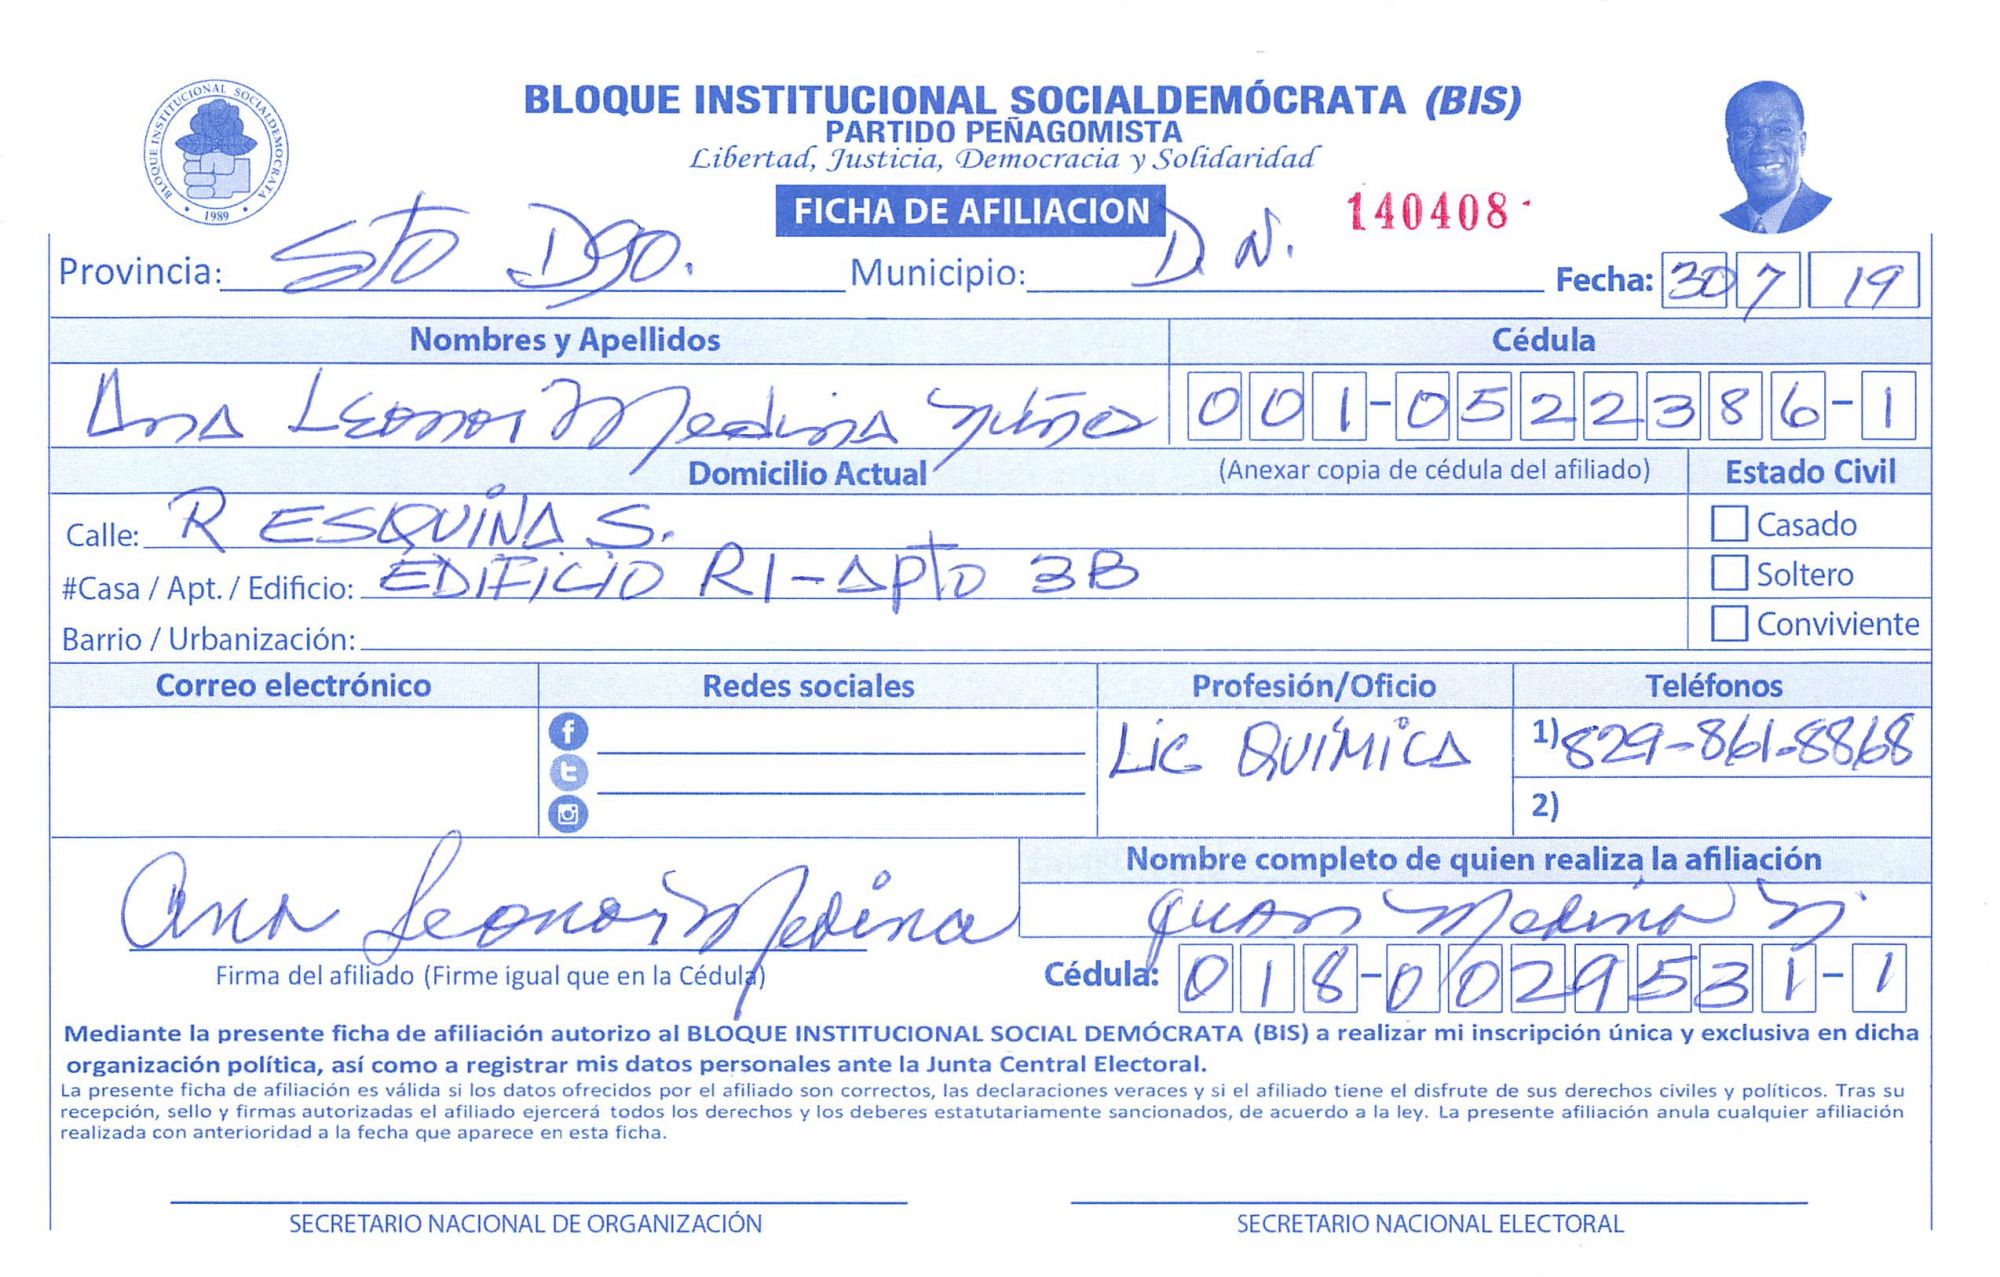 BLOQUE INSTITUCIONAL SOCIALDEMÓCRATA (BIS)
PARTIDO PEÑAGOMISTA
Libertad, Justicia, Democracia y Solidaridad
BLOQUE INSTITUCIONAL SOCIALDEMOCRATA
1989
FICHA DE AFILIACION
140408
Provincia: Sto Dgo. Municipio: D.N. Fecha: 30 7 19
Nombres y Apellidos Cédula
Ana Leonor Medina Núñez 001-0522386-1
Domicilio Actual (Anexar copia de cédula del afiliado) Estado Civil
Calle: R ESQUINA S. Casado
#Casa / Apt. / Edificio: EDIFICIO R1-Apto 3B Soltero
Barrio / Urbanización: Conviviente
Correo electrónico Redes sociales Profesión/Oficio Teléfonos
Lic QUÍMICA 1) 829-861-8868
2)
Nombre completo de quien realiza la afiliación
Ana Leonor Medina Medina
Firma del afiliado (Firme igual que en la Cédula) Cédula: 018-0029531-1
Mediante la presente ficha de afiliación autorizo al BLOQUE INSTITUCIONAL SOCIAL DEMÓCRATA (BIS) a realizar mi inscripción única y exclusiva en dicha
organización política, así como a registrar mis datos personales ante la Junta Central Electoral.
La presente ficha de afiliación es válida si los datos ofrecidos por el afiliado son correctos, las declaraciones veraces y si el afiliado tiene el disfrute de sus derechos civiles y políticos. Tras su
recepción, sello y firmas autorizadas el afiliado ejercerá todos los derechos y los deberes estatutariamente sancionados, de acuerdo a la ley. La presente afiliación anula cualquier afiliación
realizada con anterioridad a la fecha que aparece en esta ficha.
SECRETARIO NACIONAL DE ORGANIZACIÓN SECRETARIO NACIONAL ELECTORAL